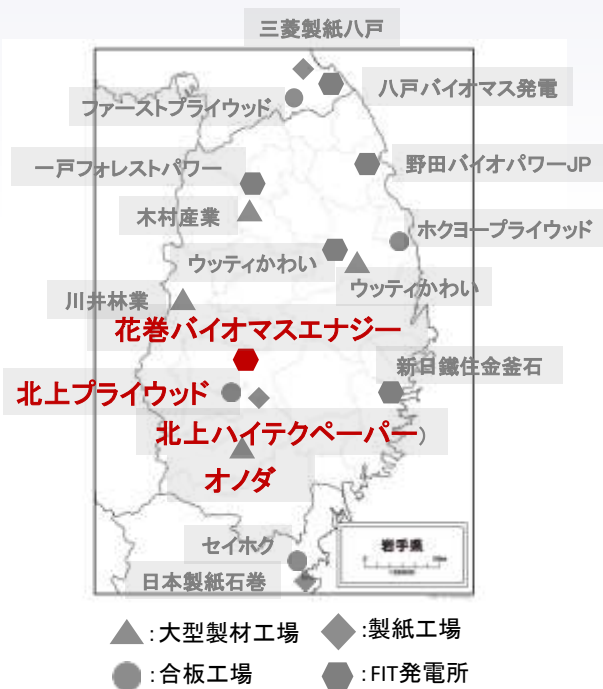 三菱製紙八戸
八戸バイオマス発電
ファーストプライウッド
一戸フォレストパワー
野田バイオパワーJP
木村産業
ホクヨープライウッド
ウッティかわい
ウッティかわい
川井林業
花巻バイオマスエナジー
新日鐵住金釜石
北上プライウッド
北上ハイテクペーパー)
オノダ
セイホク
岩手県
日本製紙石巻
:大型製材工場
:製紙工場
:合板工場
:FIT発電所